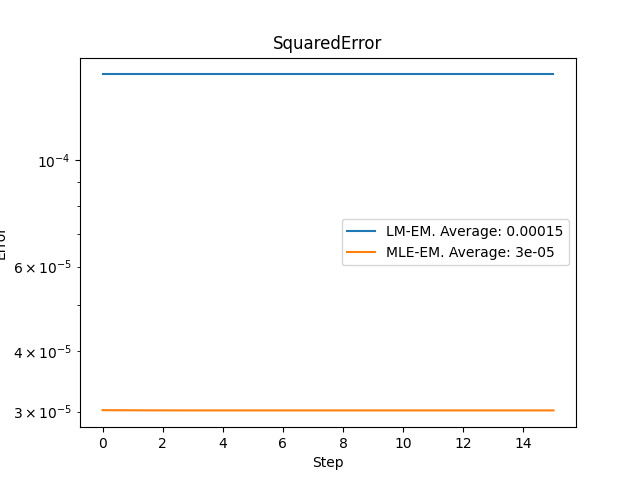 SquaredError
10⁻⁴
6 × 10⁻⁵
4 × 10⁻⁵
3 × 10⁻⁵
Error
LM-EM. Average: 0.00015
MLE-EM. Average: 3e-05
0 2 4 6 8 10 12 14
Step